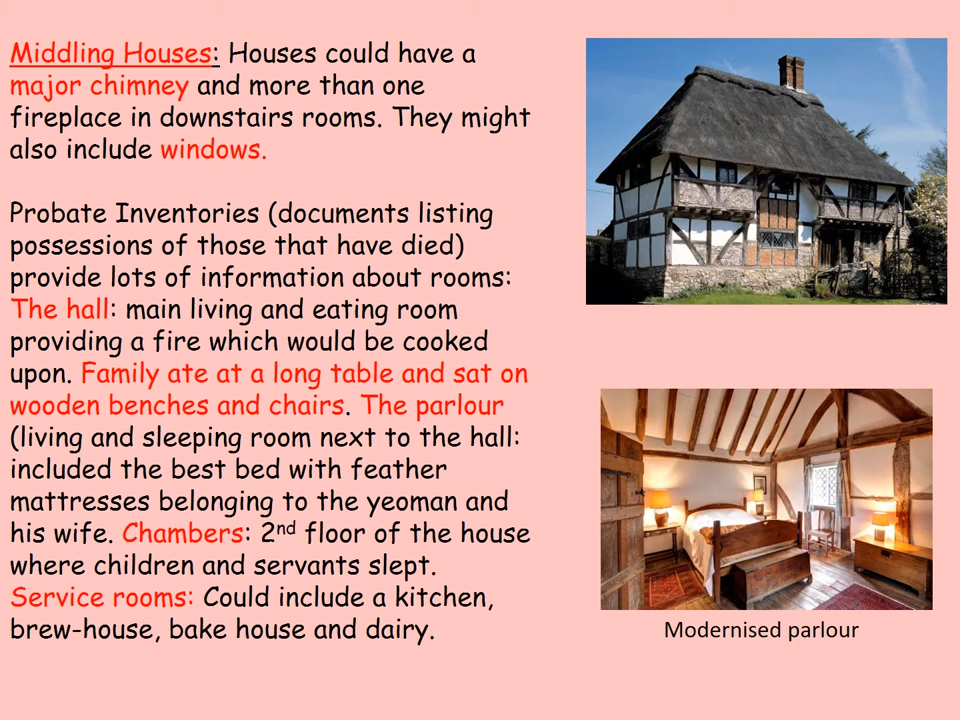 Middling Houses: Houses could have a
major chimney and more than one
fireplace in downstairs rooms. They might
also include windows.
Probate Inventories (documents listing
possessions of those that have died)
provide lots of information about rooms:
The hall: main living and eating room
providing a fire which would be cooked
upon. Family ate at a long table and sat on
wooden benches and chairs. The parlour
(living and sleeping room next to the hall:
included the best bed with feather
mattresses belonging to the yeoman and
his wife. Chambers: 2nd floor of the house
where children and servants slept.
Service rooms: Could include a kitchen,
brew-house, bake house and dairy.
Modernised parlour